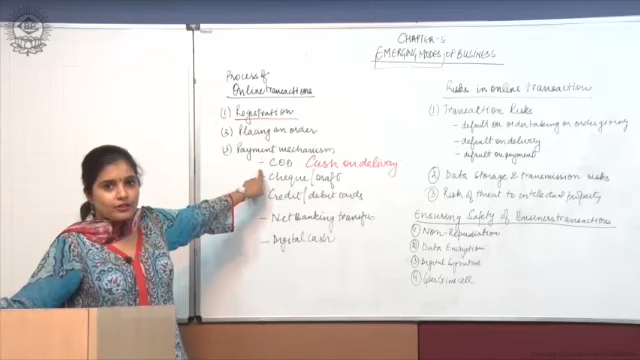 CHAPTER-5
EMERGING MODES OF BUSINESS
Process of
Online transactions
(1) Registration
(2) Placing an order
(3) Payment mechanism
- COD Cash on delivery
- Cheque/Draft
- Credit/debit cards
- Net Banking transfer
- Digital Cash
Risks in online transaction
(1) Transaction Risks
- default on order taking or order giving
- default on delivery
- default on payment
(2) Data Storage & transmission risks
(3) Risk of threat to intellectual property
Ensuring Safety of Business transactions
(1) Non-Repudiation
(2) Data Encryption
(3) Digital Signature
(4) Cyber Crime cell